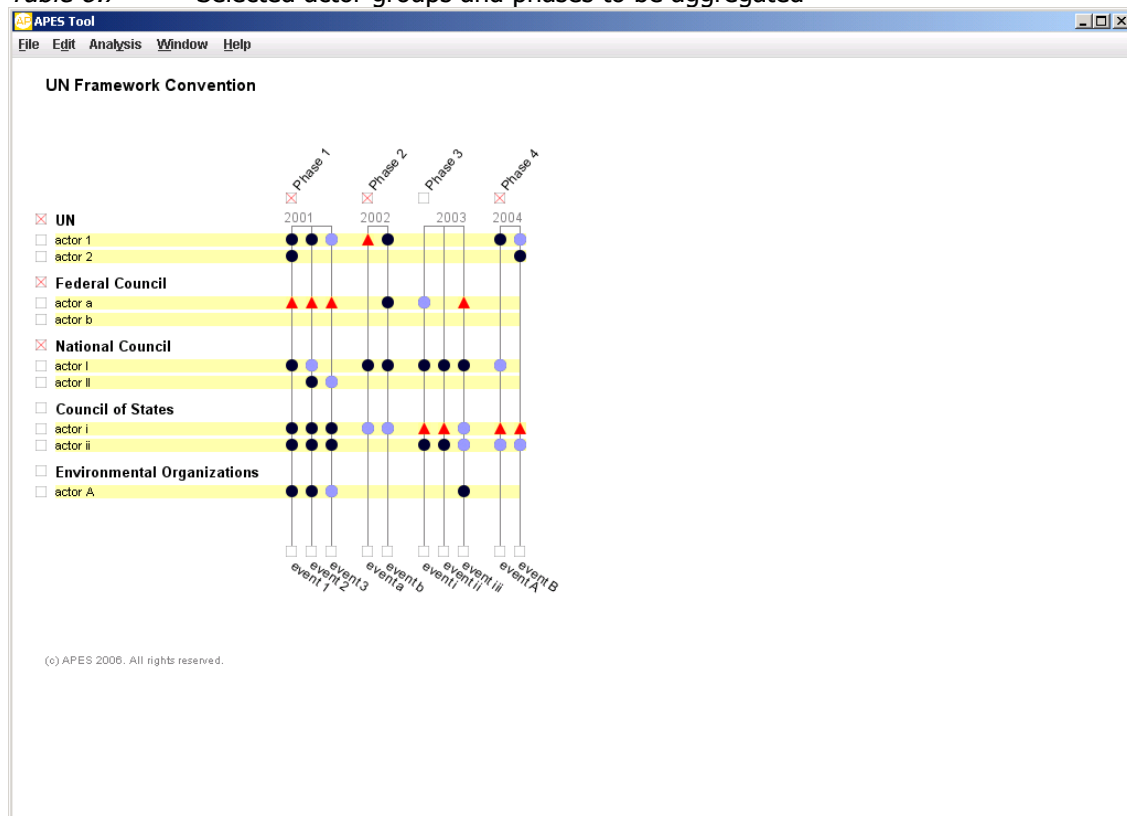 Selected actor groups and phases to be aggregated
APES Tool
File Edit Analysis Window Help
UN Framework Convention
Phase 1 Phase 2 Phase 3 Phase 4
2001 2002 2003 2004
UN
actor 1
actor 2
Federal Council
actor a
actor b
National Council
actor I
actor II
Council of States
actor i
actor ii
Environmental Organizations
actor A
event 1 event 2 event 3 event a event b event i event ii event iii event A event B
(c) APES 2006. All rights reserved.